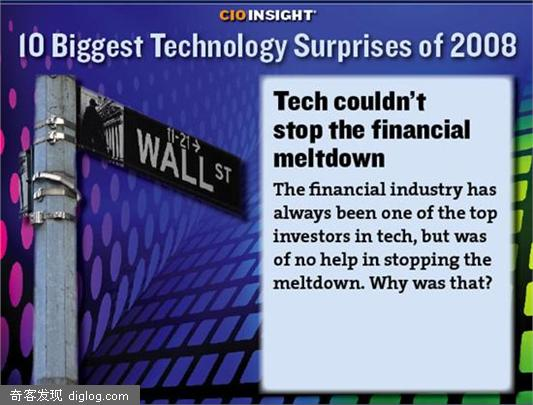 CIOINSIGHT®
10 Biggest Technology Surprises of 2008
11-21→
WALL ST
Tech couldn't
stop the financial
meltdown
The financial industry has
always been one of the top
investors in tech, but was
of no help in stopping the
meltdown. Why was that?
奇客发现 diglog.com